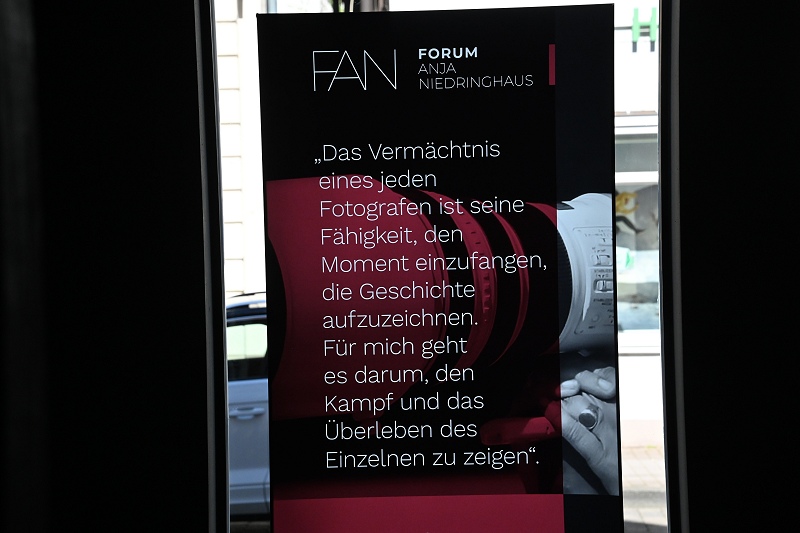 FAN
FORUM
ANJA
NIEDRINGHAUS
„Das Vermächtnis
eines jeden
Fotografen ist seine
Fähigkeit, den
Moment einzufangen,
die Geschichte
aufzuzeichnen.
Für mich geht
es darum, den
Kampf und das
Überleben des
Einzelnen zu zeigen“.